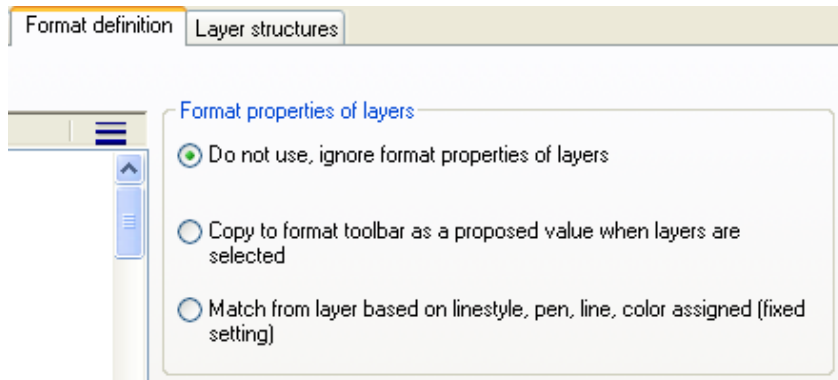 Format definition Layer structures
Format properties of layers
Do not use, ignore format properties of layers
Copy to format toolbar as a proposed value when layers are
selected
Match from layer based on linestyle, pen, line, color assigned (fixed
setting)